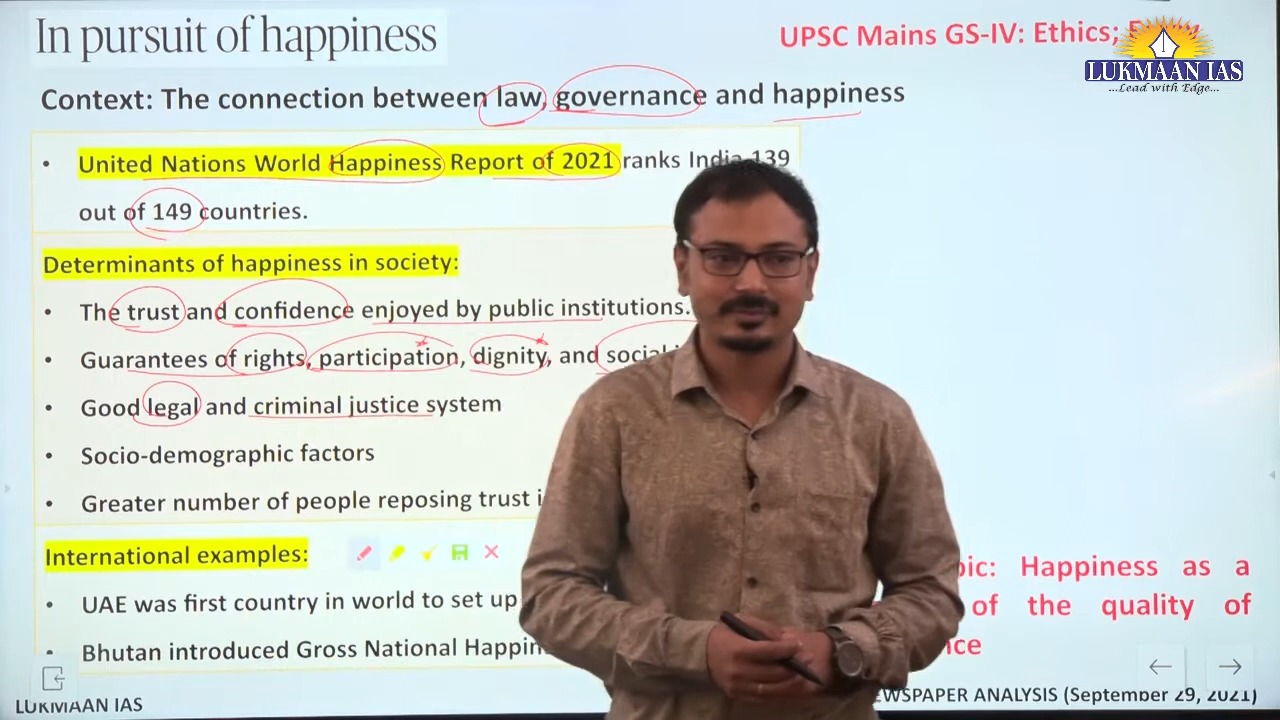 In pursuit of happiness
UPSC Mains GS-IV: Ethics;
LUKMAAN IAS
...Lead with Edge...
Context: The connection between law, governance and happiness
• United Nations World Happiness Report of 2021 ranks India 139
out of 149 countries.
Determinants of happiness in society:
• The trust and confidence enjoyed by public institutions.
• Guarantees of rights, participation, dignity, and social
• Good legal and criminal justice system
• Socio-demographic factors
• Greater number of people reposing trust
International examples:
• UAE was first country in world to set up
• Bhutan introduced Gross National
Happiness as a
of the quality of
LUKMAAN IAS
ANALYSIS (September 29, 2021)